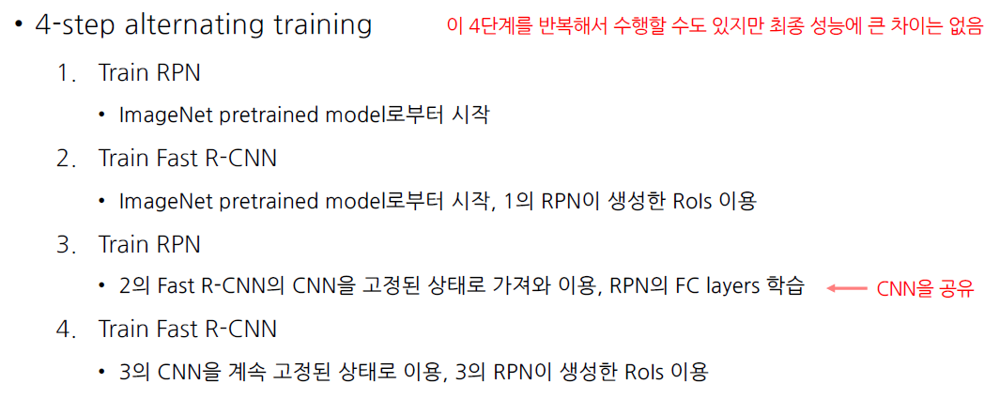 • 4-step alternating training 이 4단계를 반복해서 수행할 수도 있지만 최종 성능에 큰 차이는 없음
1. Train RPN
• ImageNet pretrained model로부터 시작
2. Train Fast R-CNN
• ImageNet pretrained model로부터 시작, 1의 RPN이 생성한 RoIs 이용
3. Train RPN
• 2의 Fast R-CNN의 CNN을 고정된 상태로 가져와 이용, RPN의 FC layers 학습 ← CNN을 공유
4. Train Fast R-CNN
• 3의 CNN을 계속 고정된 상태로 이용, 3의 RPN이 생성한 RoIs 이용